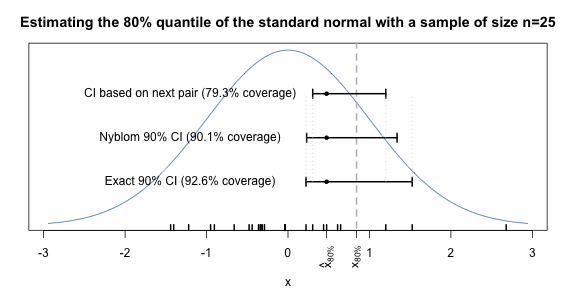 Estimating the 80% quantile of the standard normal with a sample of size n=25
CI based on next pair (79.3% coverage)
Nyblom 90% CI (90.1% coverage)
Exact 90% CI (92.6% coverage)
-3 -2 -1 0 1 2 3
x̂80% x80%
x